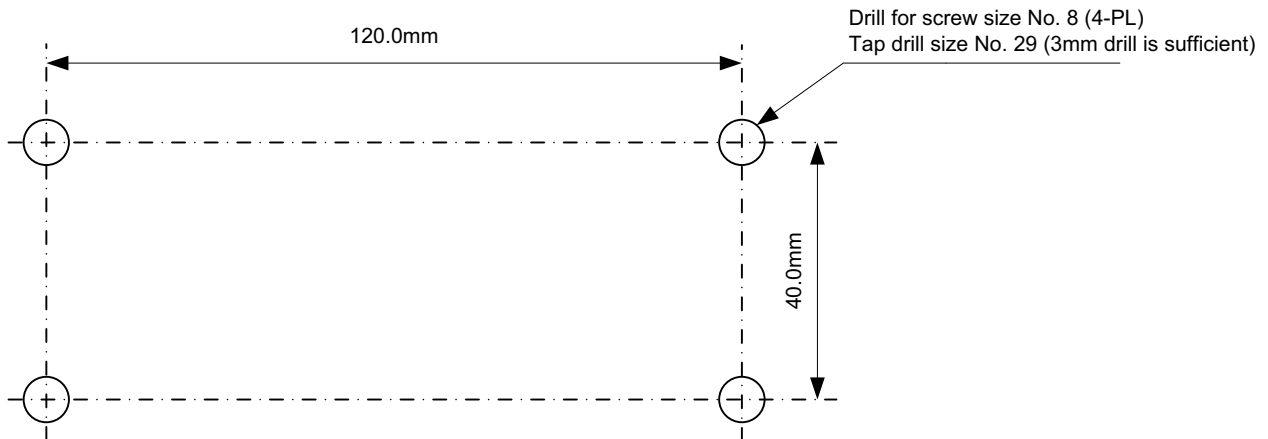 120.0mm
Drill for screw size No. 8 (4-PL)
Tap drill size No. 29 (3mm drill is sufficient)
40.0mm